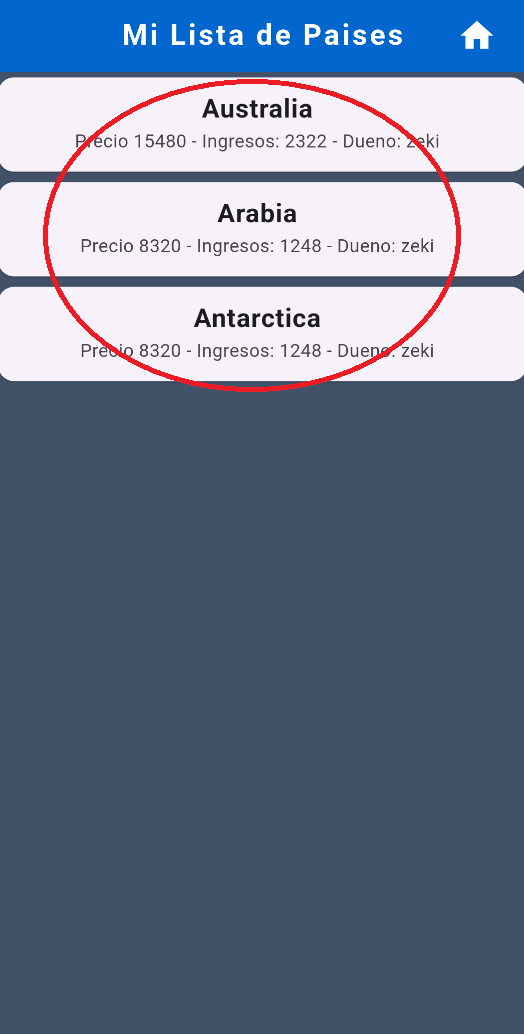 Mi Lista de Paises
Australia
Precio 15480 - Ingresos: 2322 - Dueno: zeki
Arabia
Precio 8320 - Ingresos: 1248 - Dueno: zeki
Antarctica
Precio 8320 - Ingresos: 1248 - Dueno: zeki